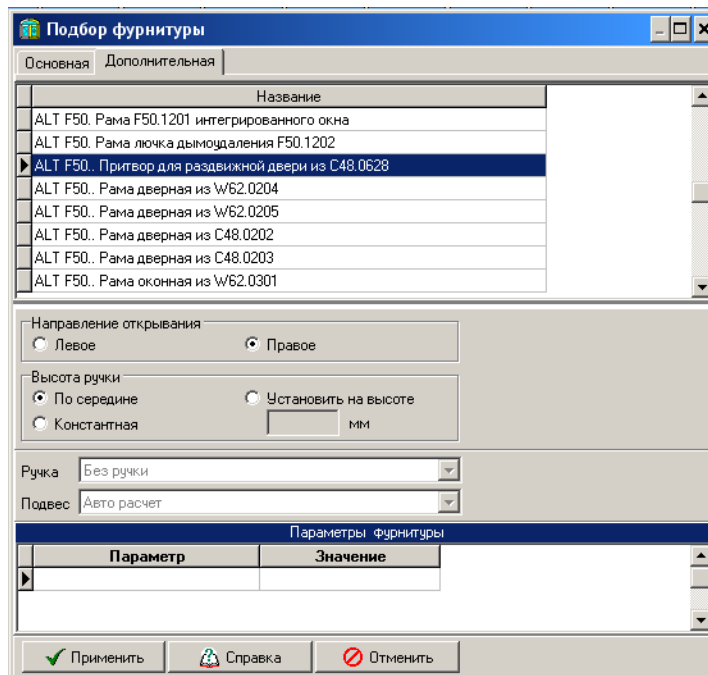 Подбор фурнитуры
Основная Дополнительная
Название
ALT F50. Рама F50.1201 интегрированного окна
ALT F50. Рама лючка дымоудаления F50.1202
ALT F50.. Притвор для раздвижной двери из C48.0628
ALT F50.. Рама дверная из W62.0204
ALT F50.. Рама дверная из W62.0205
ALT F50.. Рама дверная из C48.0202
ALT F50.. Рама дверная из C48.0203
ALT F50.. Рама оконная из W62.0301
Направление открывания
Левое Правое
Высота ручки
По середине Установить на высоте
Константная мм
Ручка Без ручки
Подвес Авто расчет
Параметры фурнитуры
Параметр Значение
Применить Справка Отменить